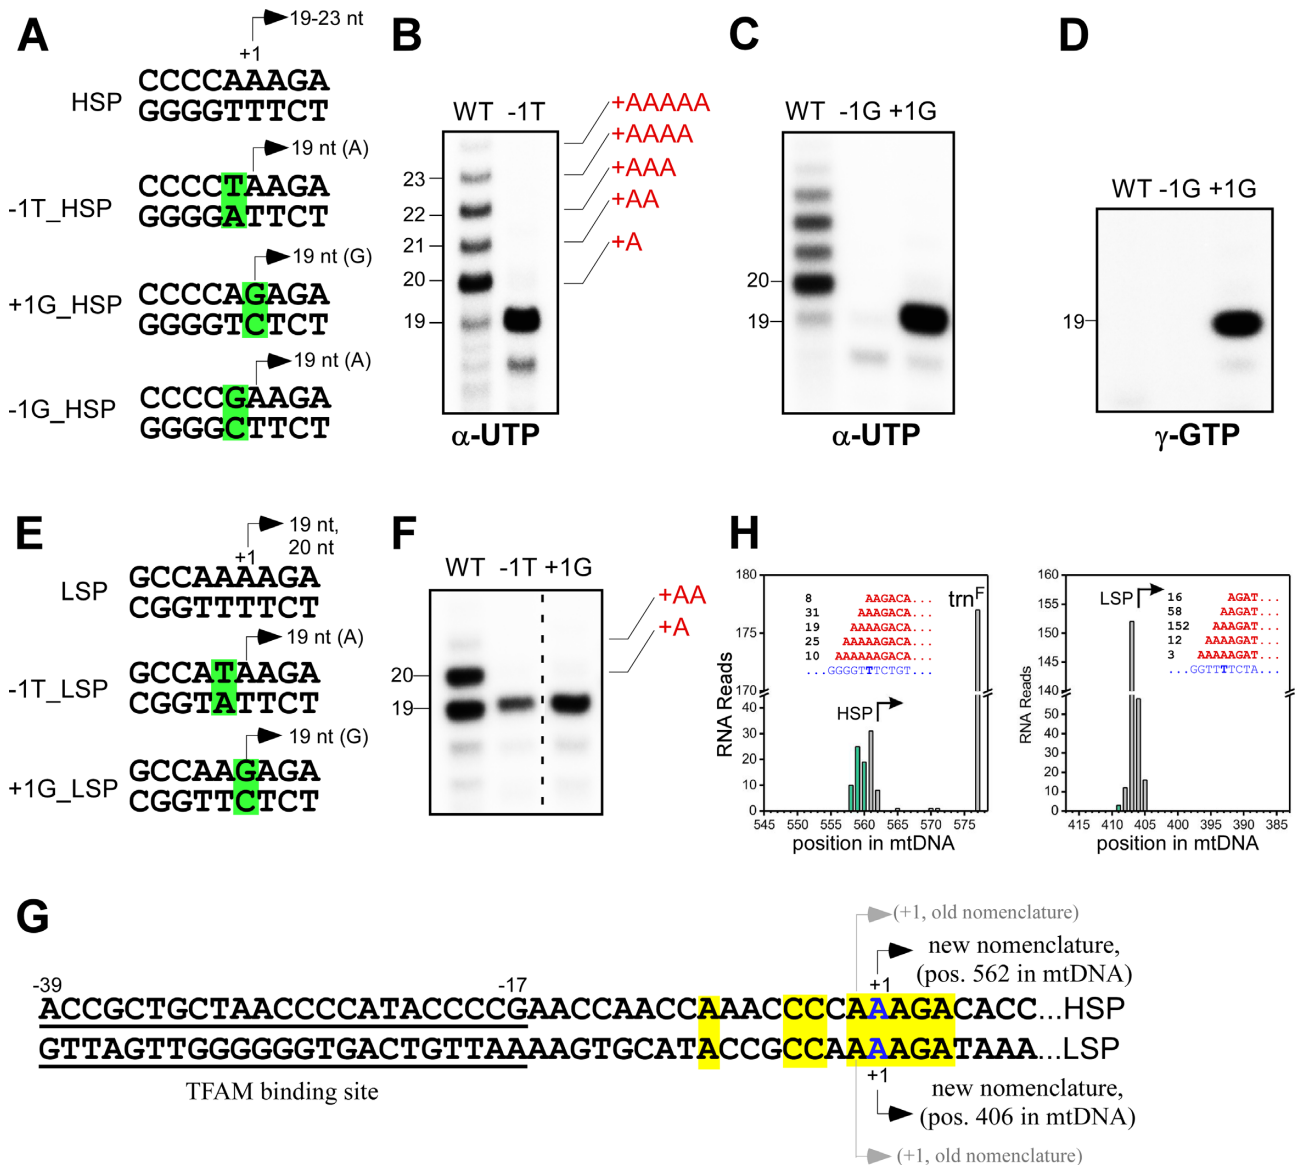 A
19-23 nt
+1
HSP
CCCCAAAGA
GGGGTTTCT
19 nt (A)
-1T_HSP
CCCCTAAGA
GGGGATTCT
19 nt (G)
+1G_HSP
CCCCAGAGA
GGGGTCTCT
19 nt (A)
-1G_HSP
CCCCGAAGA
GGGGCTTCT
B
WT -1T
+AAAAA
+AAAA
+AAA
+AA
+A
23
22
21
20
19
α-UTP
C
WT -1G +1G
20
19
α-UTP
D
WT -1G +1G
19
γ-GTP
E
19 nt,
20 nt
+1
LSP
GCCAAAAGA
CGGTTTTCT
19 nt (A)
-1T_LSP
GCCATAAGA
CGGTATTCT
19 nt (G)
+1G_LSP
GCCAAGAGA
CGGTTCTCT
F
WT -1T +1G
+AA
+A
20
19
H
RNA Reads
180
175
170
40
30
20
10
0
8 AAGACA...
31 AAAGACA...
19 AAAAGACA...
25 AAAAAGACA...
10 AAAAAAGACA...
...GGGGTTTCTGT...
trnF
HSP
545 550 555 560 565 570 575
position in mtDNA
RNA Reads
160
155
150
145
140
50
40
30
20
10
0
LSP
16 AGAT...
58 AAGAT...
152 AAAGAT...
12 AAAAGAT...
3 AAAAAGAT...
...GGTTTTCTA...
415 410 405 400 395 390 385
position in mtDNA
G
(+1, old nomenclature)
new nomenclature,
(pos. 562 in mtDNA)
-39 -17 +1
ACCGCTGCTAACCCCATACCCCGAACCAACCAAACCCCAAAGACACC...HSP
GTTAGTTGGGGGGTGACTGTTAAAAGTGCATACCGCCAAAAGATAAA...LSP
TFAM binding site
+1
new nomenclature,
(pos. 406 in mtDNA)
(+1, old nomenclature)